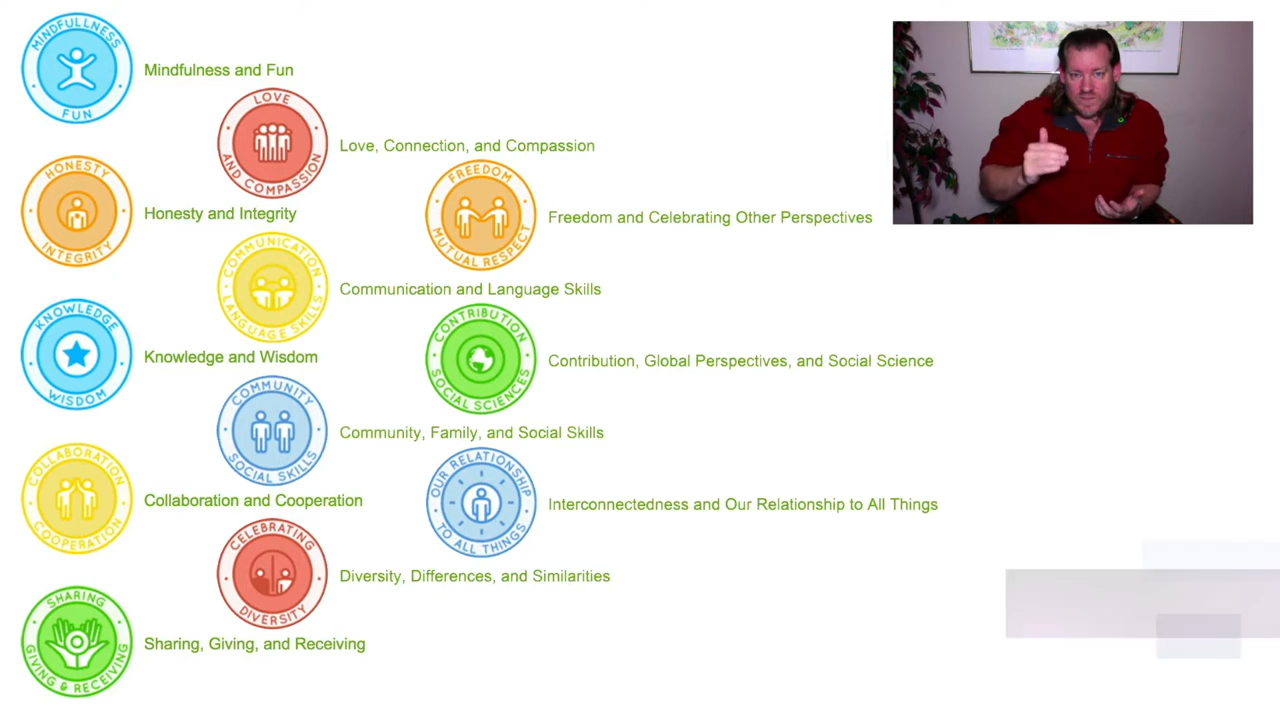 MINDFULLNESS
FUN
Mindfulness and Fun
LOVE
AND COMPASSION
Love, Connection, and Compassion
HONESTY
INTEGRITY
Honesty and Integrity
FREEDOM
MUTUAL RESPECT
Freedom and Celebrating Other Perspectives
COMMUNICATION
LANGUAGE SKILLS
Communication and Language Skills
KNOWLEDGE
WISDOM
Knowledge and Wisdom
CONTRIBUTION
SOCIAL SCIENCES
Contribution, Global Perspectives, and Social Science
COMMUNITY
SOCIAL SKILLS
Community, Family, and Social Skills
COLLABORATION
COOPERATION
Collaboration and Cooperation
OUR RELATIONSHIP
TO ALL THINGS
Interconnectedness and Our Relationship to All Things
CELEBRATING
DIVERSITY
Diversity, Differences, and Similarities
SHARING
GIVING & RECEIVING
Sharing, Giving, and Receiving